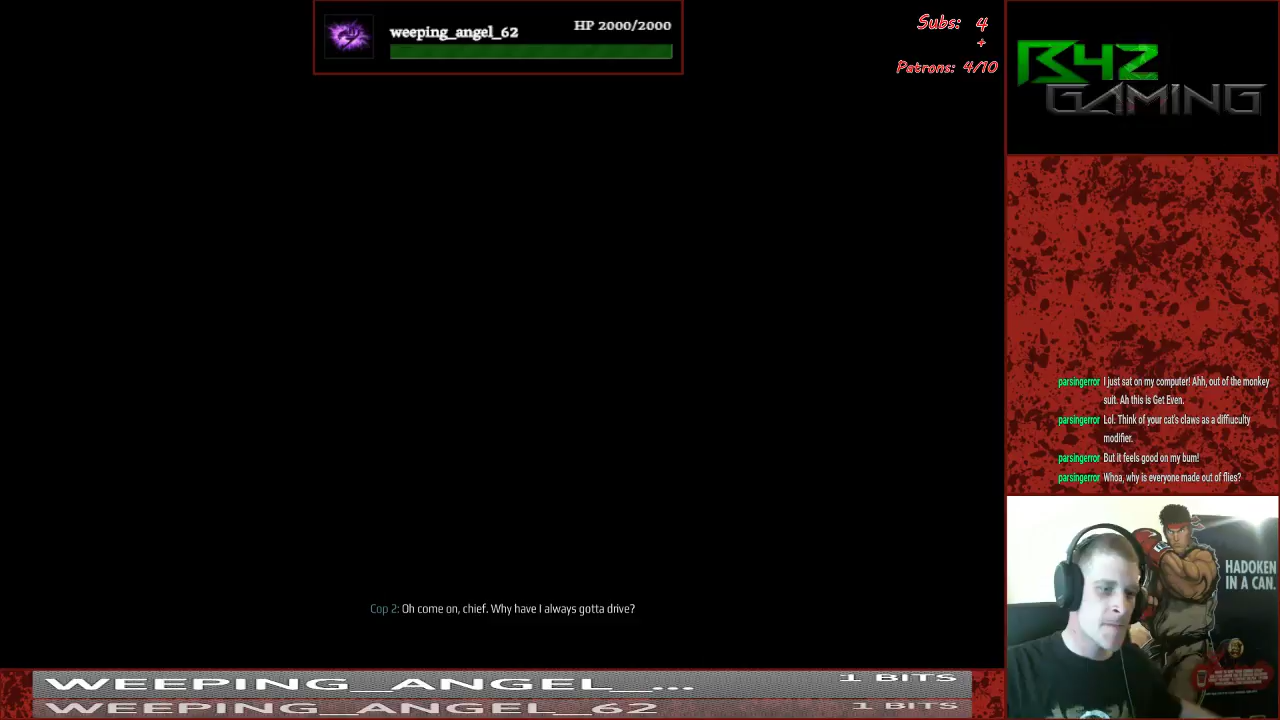 weeping_angel_62
HP 2000/2000
Subs: 4
+
Patrons: 4/10
B42
GAMING
parsingerror I just sat on my computer! Ahh, out of the monkey
suit. Ah this is Get Even.
parsingerror Lol. Think of your cat's claws as a diffiuculty
modifier.
parsingerror But it feels good on my bum!
parsingerror Whoa, why is everyone made out of flies?
HADOKEN
IN A CAN.
Cop 2: Oh come on, chief. Why have I always gotta drive?
WEEPING_ANGEL_... 1 BITS
WEEPING_ANGEL_62 1 BITS